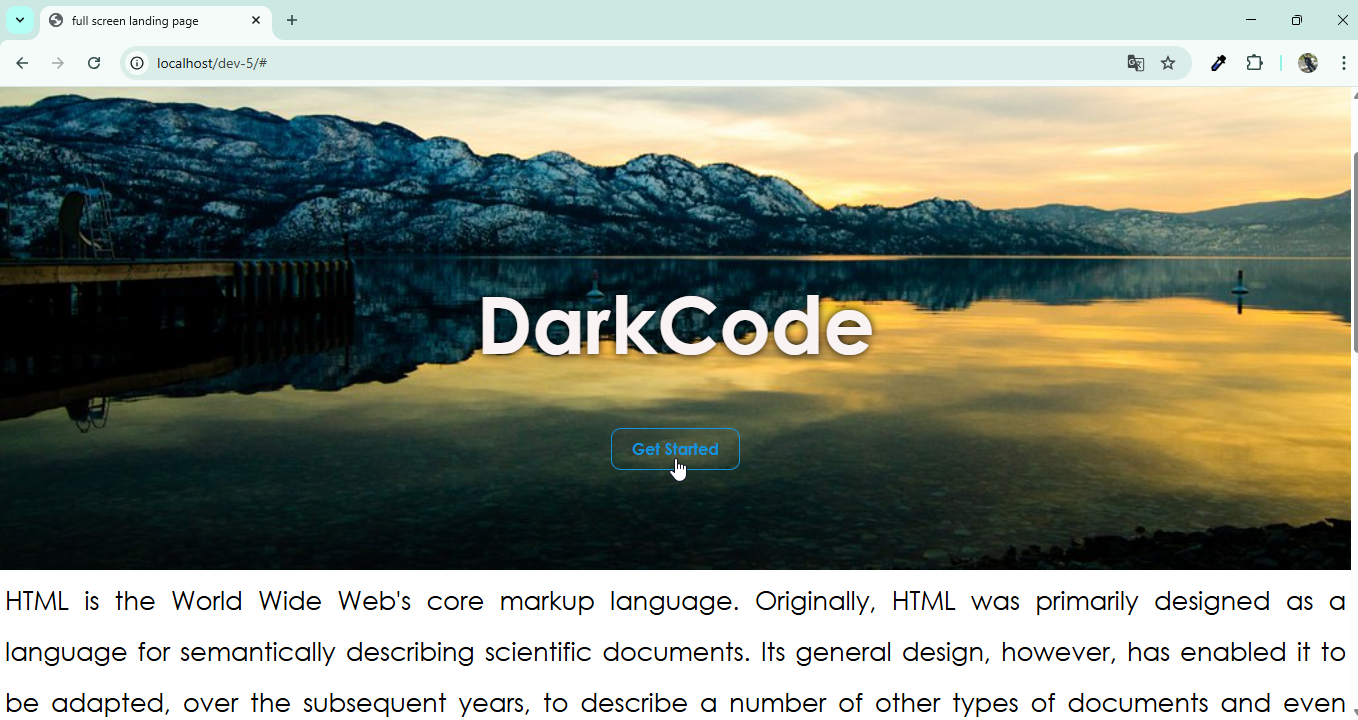 full screen landing page
localhost/dev-5/#
DarkCode
Get Started
HTML is the World Wide Web's core markup language. Originally, HTML was primarily designed as a
language for semantically describing scientific documents. Its general design, however, has enabled it to
be adapted, over the subsequent years, to describe a number of other types of documents and even